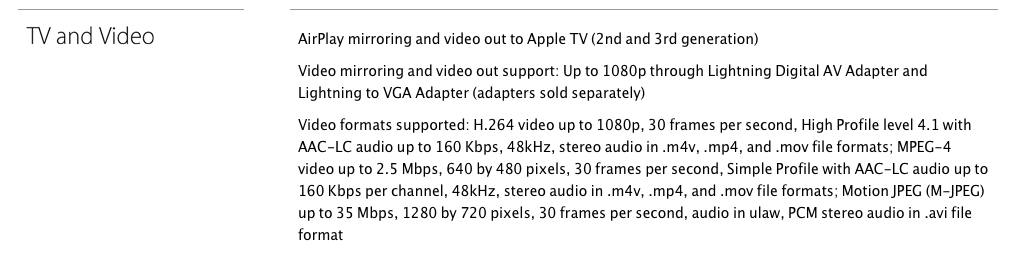 TV and Video
AirPlay mirroring and video out to Apple TV (2nd and 3rd generation)
Video mirroring and video out support: Up to 1080p through Lightning Digital AV Adapter and
Lightning to VGA Adapter (adapters sold separately)
Video formats supported: H.264 video up to 1080p, 30 frames per second, High Profile level 4.1 with
AAC-LC audio up to 160 Kbps, 48kHz, stereo audio in .m4v, .mp4, and .mov file formats; MPEG-4
video up to 2.5 Mbps, 640 by 480 pixels, 30 frames per second, Simple Profile with AAC-LC audio up to
160 Kbps per channel, 48kHz, stereo audio in .m4v, .mp4, and .mov file formats; Motion JPEG (M-JPEG)
up to 35 Mbps, 1280 by 720 pixels, 30 frames per second, audio in ulaw, PCM stereo audio in .avi file
format